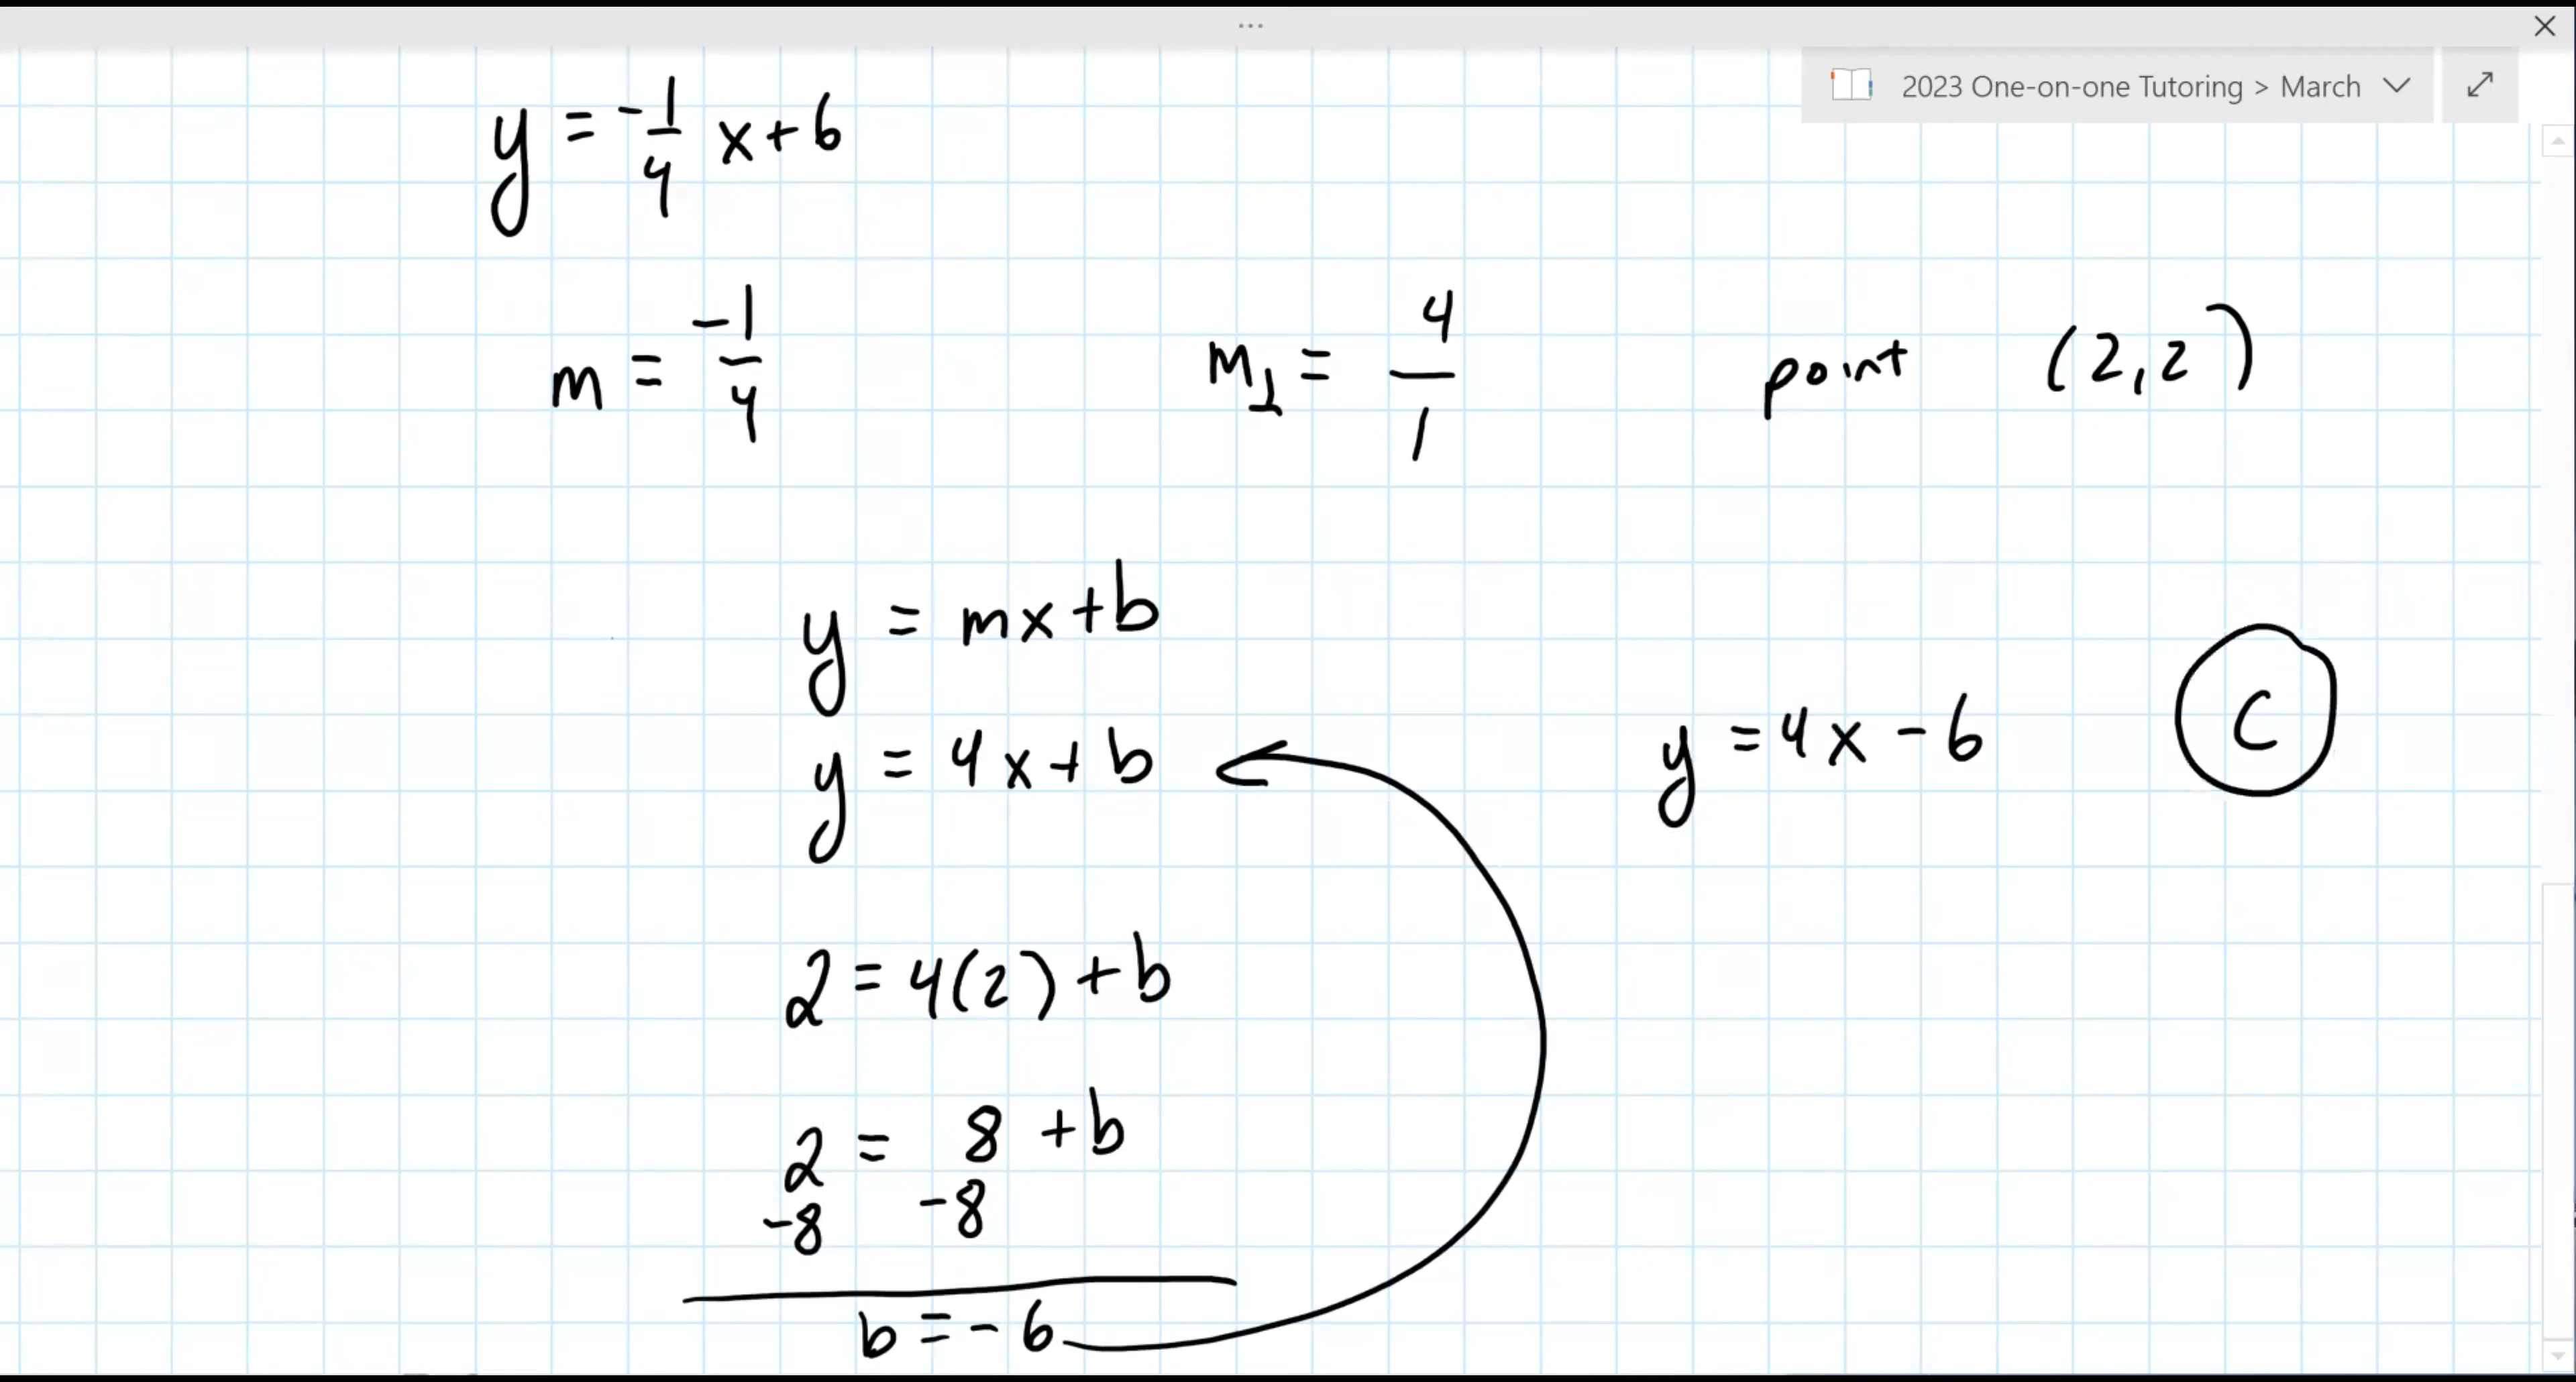 ...
2023 One-on-one Tutoring > March
y = -1/4 x+6
m = -1/4
m⊥ = 4/1
point (2,2)
y = mx+b
y = 4x+b
y = 4x - 6
C
2 = 4(2) +b
2 = 8 +b
-8 -8
b = -6